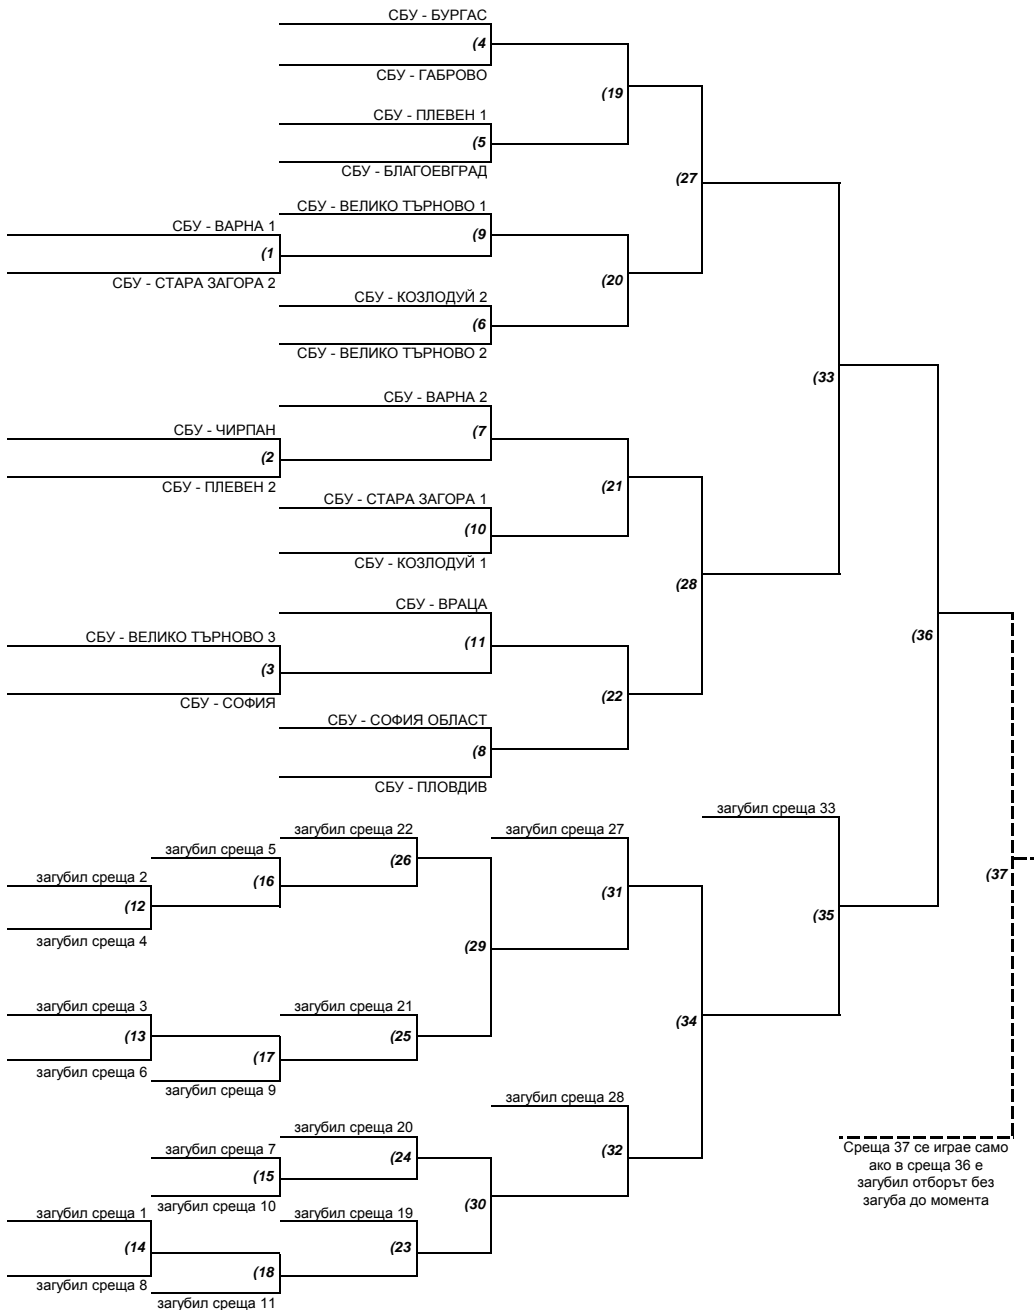 СБУ - БУРГАС
(4
СБУ - ГАБРОВО
(19
СБУ - ПЛЕВЕН 1
(5
СБУ - БЛАГОЕВГРАД
(27
СБУ - ВЕЛИКО ТЪРНОВО 1
СБУ - ВАРНА 1
(9
(1
СБУ - СТАРА ЗАГОРА 2
(20
СБУ - КОЗЛОДУЙ 2
(6
СБУ - ВЕЛИКО ТЪРНОВО 2
(33
СБУ - ВАРНА 2
СБУ - ЧИРПАН
(7
(2
СБУ - ПЛЕВЕН 2
(21
СБУ - СТАРА ЗАГОРА 1
(10
СБУ - КОЗЛОДУЙ 1
(28
СБУ - ВРАЦА
СБУ - ВЕЛИКО ТЪРНОВО 3
(11
(36
(3
СБУ - СОФИЯ
(22
СБУ - СОФИЯ ОБЛАСТ
(8
СБУ - ПЛОВДИВ
загубил среща 33
загубил среща 22
загубил среща 27
загубил среща 5
(26
загубил среща 2
(16
(31
(37
(12
(35
загубил среща 4
(29
загубил среща 3
загубил среща 21
(34
(13
(25
(17
загубил среща 6
загубил среща 9
загубил среща 28
загубил среща 20
загубил среща 7
(24
(32
Среща 37 се играе само
ако в среща 36 е
загубил отборът без
загуба до момента
(15
загубил среща 10
(30
загубил среща 1
загубил среща 19
(14
(23
(18
загубил среща 8
загубил среща 11